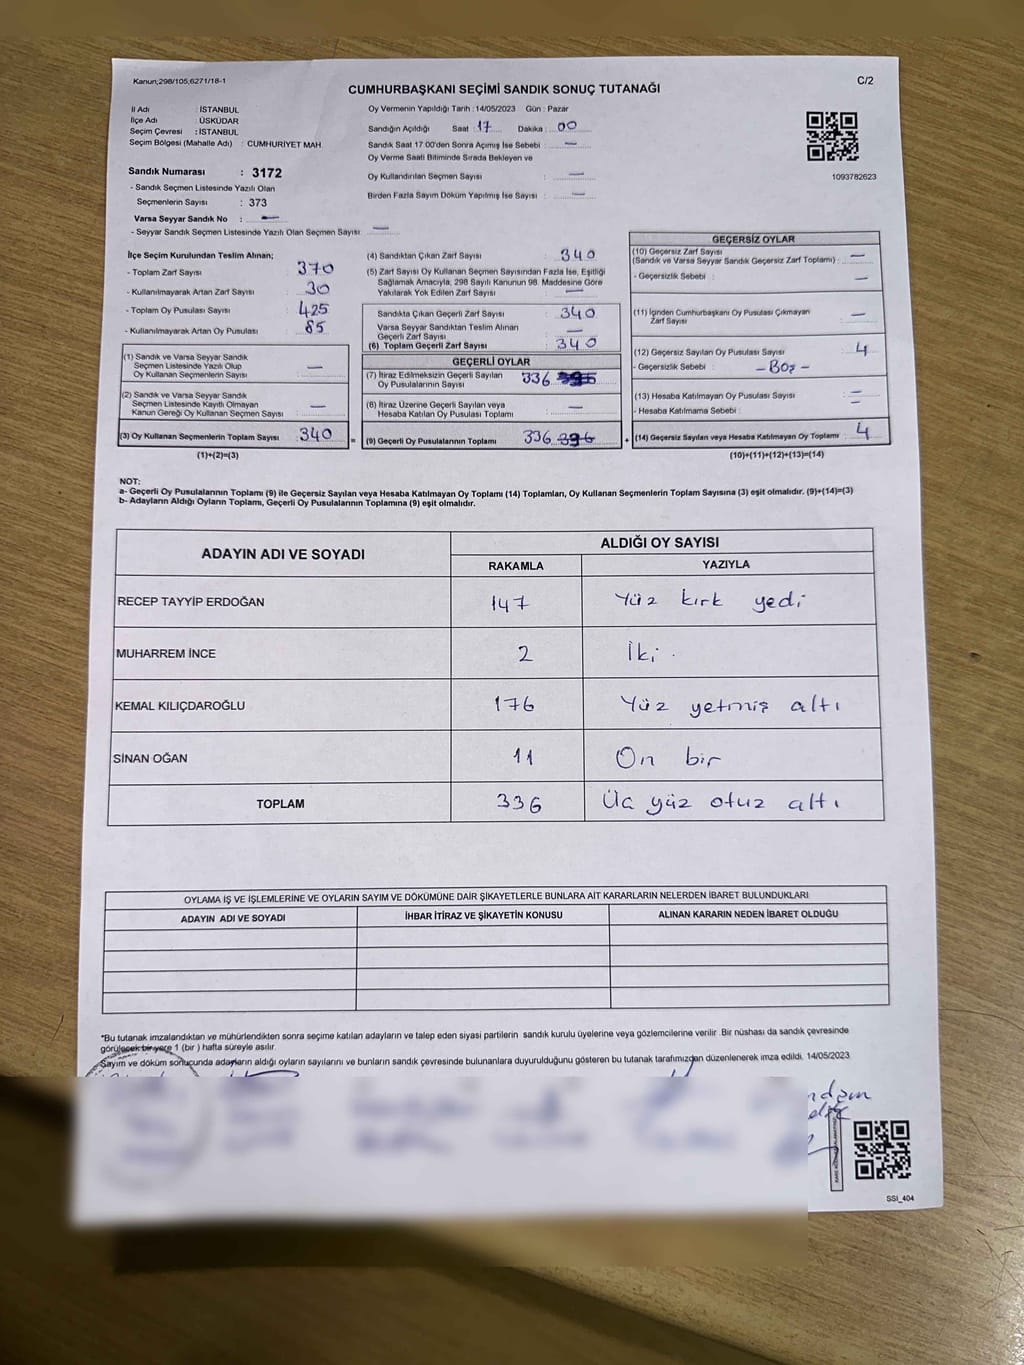 Kanun;298/105,6271/18-1
C/2
CUMHURBAŞKANI SEÇİMİ SANDIK SONUÇ TUTANAĞI
İl Adı : İSTANBUL
İlçe Adı : ÜSKÜDAR
Seçim Çevresi : İSTANBUL
Seçim Bölgesi (Mahalle Adı) : CUMHURİYET MAH.
Sandık Numarası : 3172
- Sandık Seçmen Listesinde Yazılı Olan
Seçmenlerin Sayısı : 373
Varsa Seyyar Sandık No : —
- Seyyar Sandık Seçmen Listesinde Yazılı Olan Seçmen Sayısı : —
Oy Vermenin Yapıldığı Tarih : 14/05/2023 Gün : Pazar
Sandığın Açıldığı Saat : 17 Dakika : 00
Sandık Saat 17:00'den Sonra Açımış İse Sebebi : —
Oy Verme Saati Bitiminde Sırada Bekleyen ve
Oy Kullandırılan Seçmen Sayısı : —
Birden Fazla Sayım Döküm Yapılmış İse Sayısı : —
1093782623
İlçe Seçim Kurulundan Teslim Alınan;
- Toplam Zarf Sayısı : 370
- Kullanılmayarak Artan Zarf Sayısı : 30
- Toplam Oy Pusulası Sayısı : 425
- Kullanılmayarak Artan Oy Pusulası : 85
(1) Sandık ve Varsa Seyyar Sandık
Seçmen Listesinde Yazılı Olup
Oy Kullanan Seçmenlerin Sayısı : —
(2) Sandık ve Varsa Seyyar Sandık
Seçmen Listesinde Kayıtlı Olmayan
Kanun Gereği Oy Kullanan Seçmen Sayısı : —
(3) Oy Kullanan Seçmenlerin Toplam Sayısı : 340
(1)+(2)=(3)
(4) Sandıktan Çıkan Zarf Sayısı : 340
(5) Zarf Sayısı Oy Kullanan Seçmen Sayısından Fazla İse, Eşitliği
Sağlamak Amacıyla, 298 Sayılı Kanunun 98. Maddesine Göre
Yakılarak Yok Edilen Zarf Sayısı : —
Sandıkta Çıkan Geçerli Zarf Sayısı : 340
Varsa Seyyar Sandıktan Teslim Alınan
Geçerli Zarf Sayısı : —
(6) Toplam Geçerli Zarf Sayısı : 340
GEÇERLİ OYLAR
(7) İtiraz Edilmeksizin Geçerli Sayılan
Oy Pusulalarının Sayısı : 336
(8) İtiraz Üzerine Geçerli Sayılan veya
Hesaba Katılan Oy Pusulası Toplamı : —
(9) Geçerli Oy Pusulalarının Toplamı : 336
GEÇERSİZ OYLAR
(10) Geçersiz Zarf Sayısı
(Sandık ve Varsa Seyyar Sandık Geçersiz Zarf Toplamı) : —
- Geçersizlik Sebebi : —
(11) İçinden Cumhurbaşkanı Oy Pusulası Çıkmayan
Zarf Sayısı : —
(12) Geçersiz Sayılan Oy Pusulası Sayısı : 4
- Geçersizlik Sebebi : - Boş -
(13) Hesaba Katılmayan Oy Pusulası Sayısı : —
- Hesaba Katılmama Sebebi : —
(14) Geçersiz Sayılan veya Hesaba Katılmayan Oy Toplamı : 4
(10)+(11)+(12)+(13)=(14)
NOT:
a- Geçerli Oy Pusulalarının Toplamı (9) ile Geçersiz Sayılan veya Hesaba Katılmayan Oy Toplamı (14) Toplamları, Oy Kullanan Seçmenlerin Toplam Sayısına (3) eşit olmalıdır. (9)+(14)=(3)
b- Adayların Aldığı Oyların Toplamı, Geçerli Oy Pusulalarının Toplamına (9) eşit olmalıdır.
ADAYIN ADI VE SOYADI ALDIĞI OY SAYISI
RAKAMLA YAZIYLA
RECEP TAYYİP ERDOĞAN 147 Yüz kırk yedi
MUHARREM İNCE 2 İki
KEMAL KILIÇDAROĞLU 176 Yüz yetmiş altı
SİNAN OĞAN 11 On bir
TOPLAM 336 Üç yüz otuz altı
OYLAMA İŞ VE İŞLEMLERİNE VE OYLARIN SAYIM VE DÖKÜMÜNE DAİR ŞİKAYETLERLE BUNLARA AİT KARARLARIN NELERDEN İBARET BULUNDUKLARI
ADAYIN ADI VE SOYADI İHBAR İTİRAZ VE ŞİKAYETİN KONUSU ALINAN KARARIN NEDEN İBARET OLDUĞU
*Bu tutanak imzalandıktan ve mühürlendikten sonra seçime katılan adayların ve talep eden siyasi partilerin sandık kurulu üyelerine veya gözlemcilerine verilir. Bir nüshası da sandık çevresinde
görülecek bir yere 1 (bir ) hafta süreyle asılır.
Sayım ve döküm sonucunda adayların aldığı oyların sayılarını ve bunların sandık çevresinde bulunanlara duyurulduğunu gösteren bu tutanak tarafımızdan düzenlenerek imza edildi. 14/05/2023
SSI_404